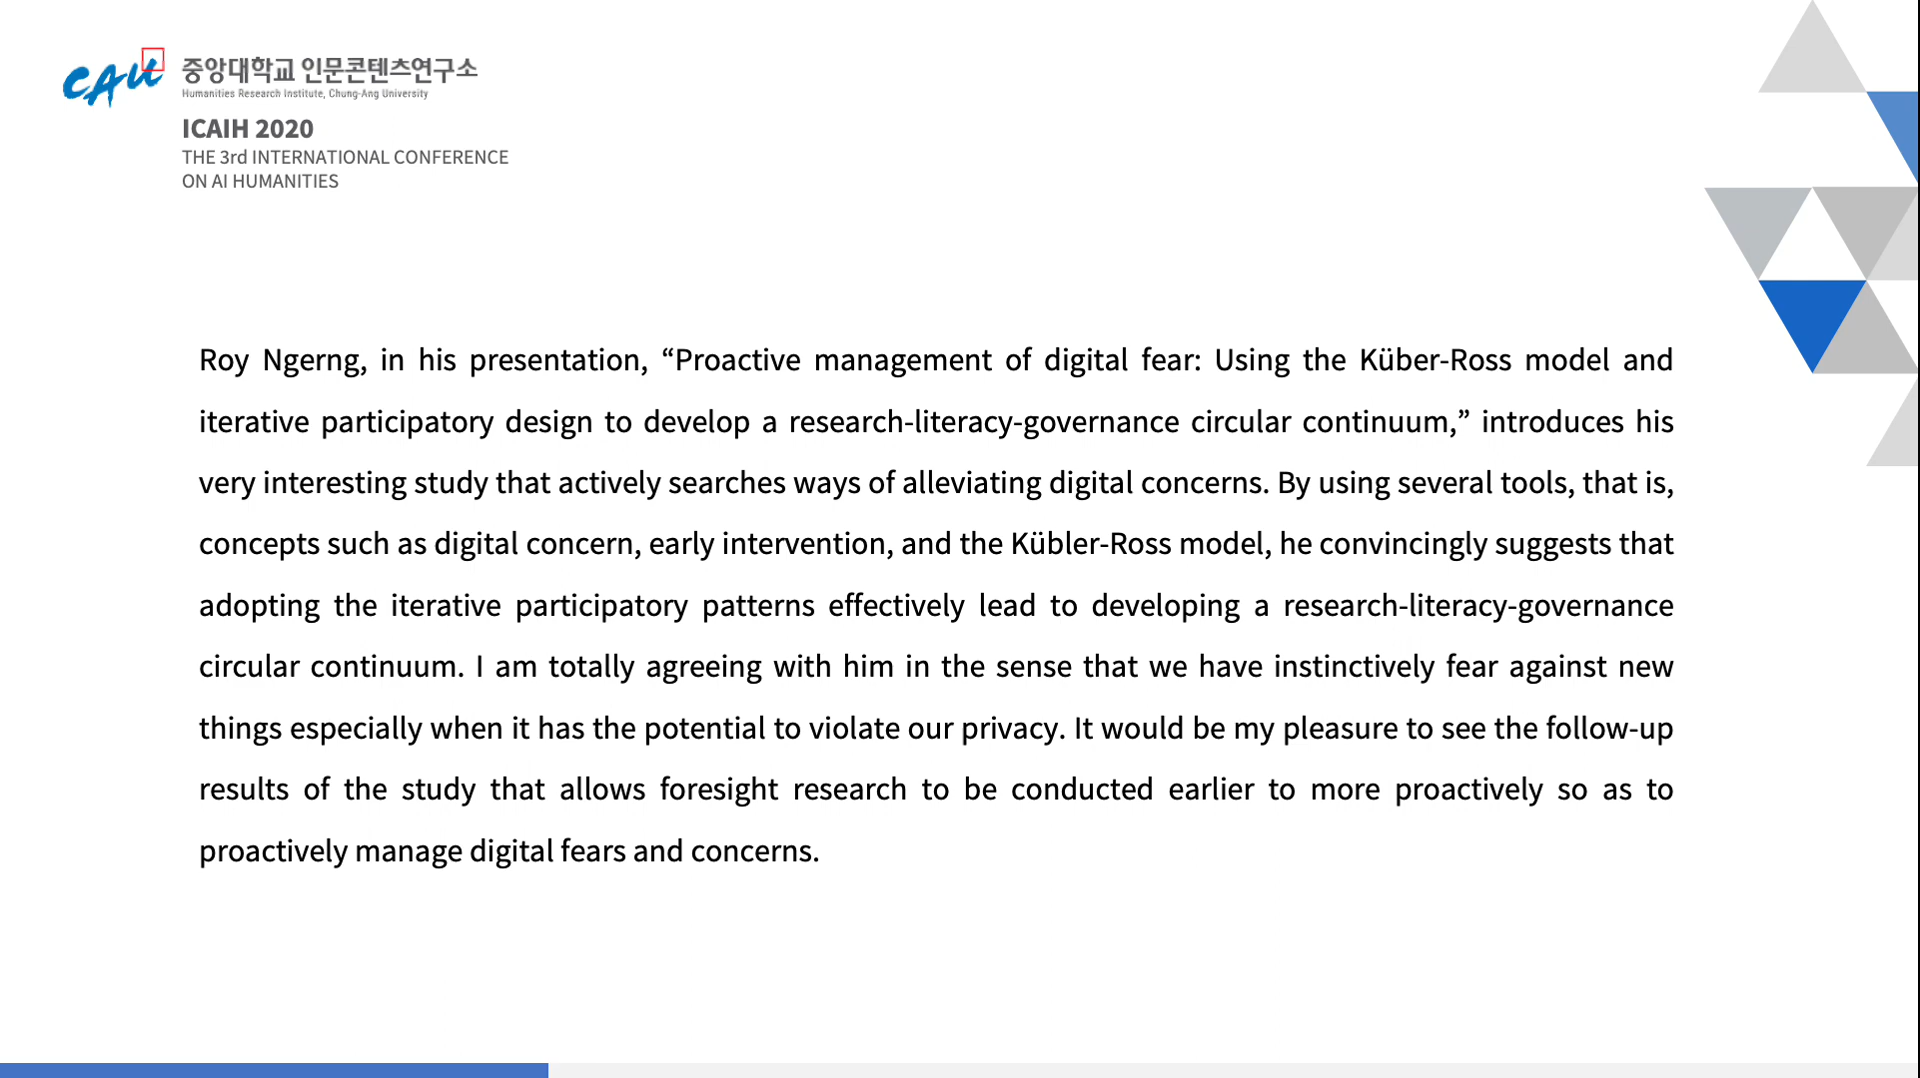 CAU 중앙대학교 인문콘텐츠연구소
Humanities Research Institute, Chung-Ang University
ICAIH 2020
THE 3rd INTERNATIONAL CONFERENCE
ON AI HUMANITIES
Roy Ngerng, in his presentation, “Proactive management of digital fear: Using the Küber-Ross model and
iterative participatory design to develop a research-literacy-governance circular continuum,” introduces his
very interesting study that actively searches ways of alleviating digital concerns. By using several tools, that is,
concepts such as digital concern, early intervention, and the Kübler-Ross model, he convincingly suggests that
adopting the iterative participatory patterns effectively lead to developing a research-literacy-governance
circular continuum. I am totally agreeing with him in the sense that we have instinctively fear against new
things especially when it has the potential to violate our privacy. It would be my pleasure to see the follow-up
results of the study that allows foresight research to be conducted earlier to more proactively so as to
proactively manage digital fears and concerns.